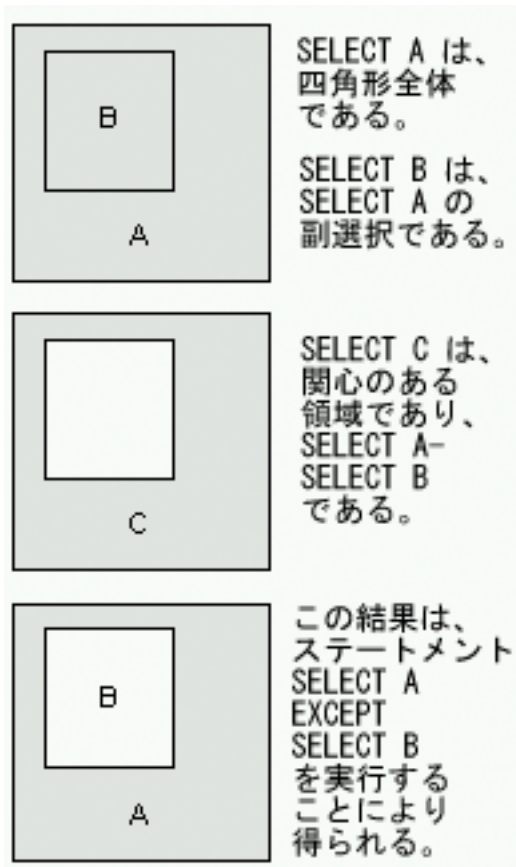 B
A
SELECT A は、
四角形全体
である。
SELECT B は、
SELECT A の
副選択である。
C
SELECT C は、
関心のある
領域であり、
SELECT A-
SELECT B
である。
B
A
この結果は、
ステートメント
SELECT A
EXCEPT
SELECT B
を実行する
ことにより
得られる。